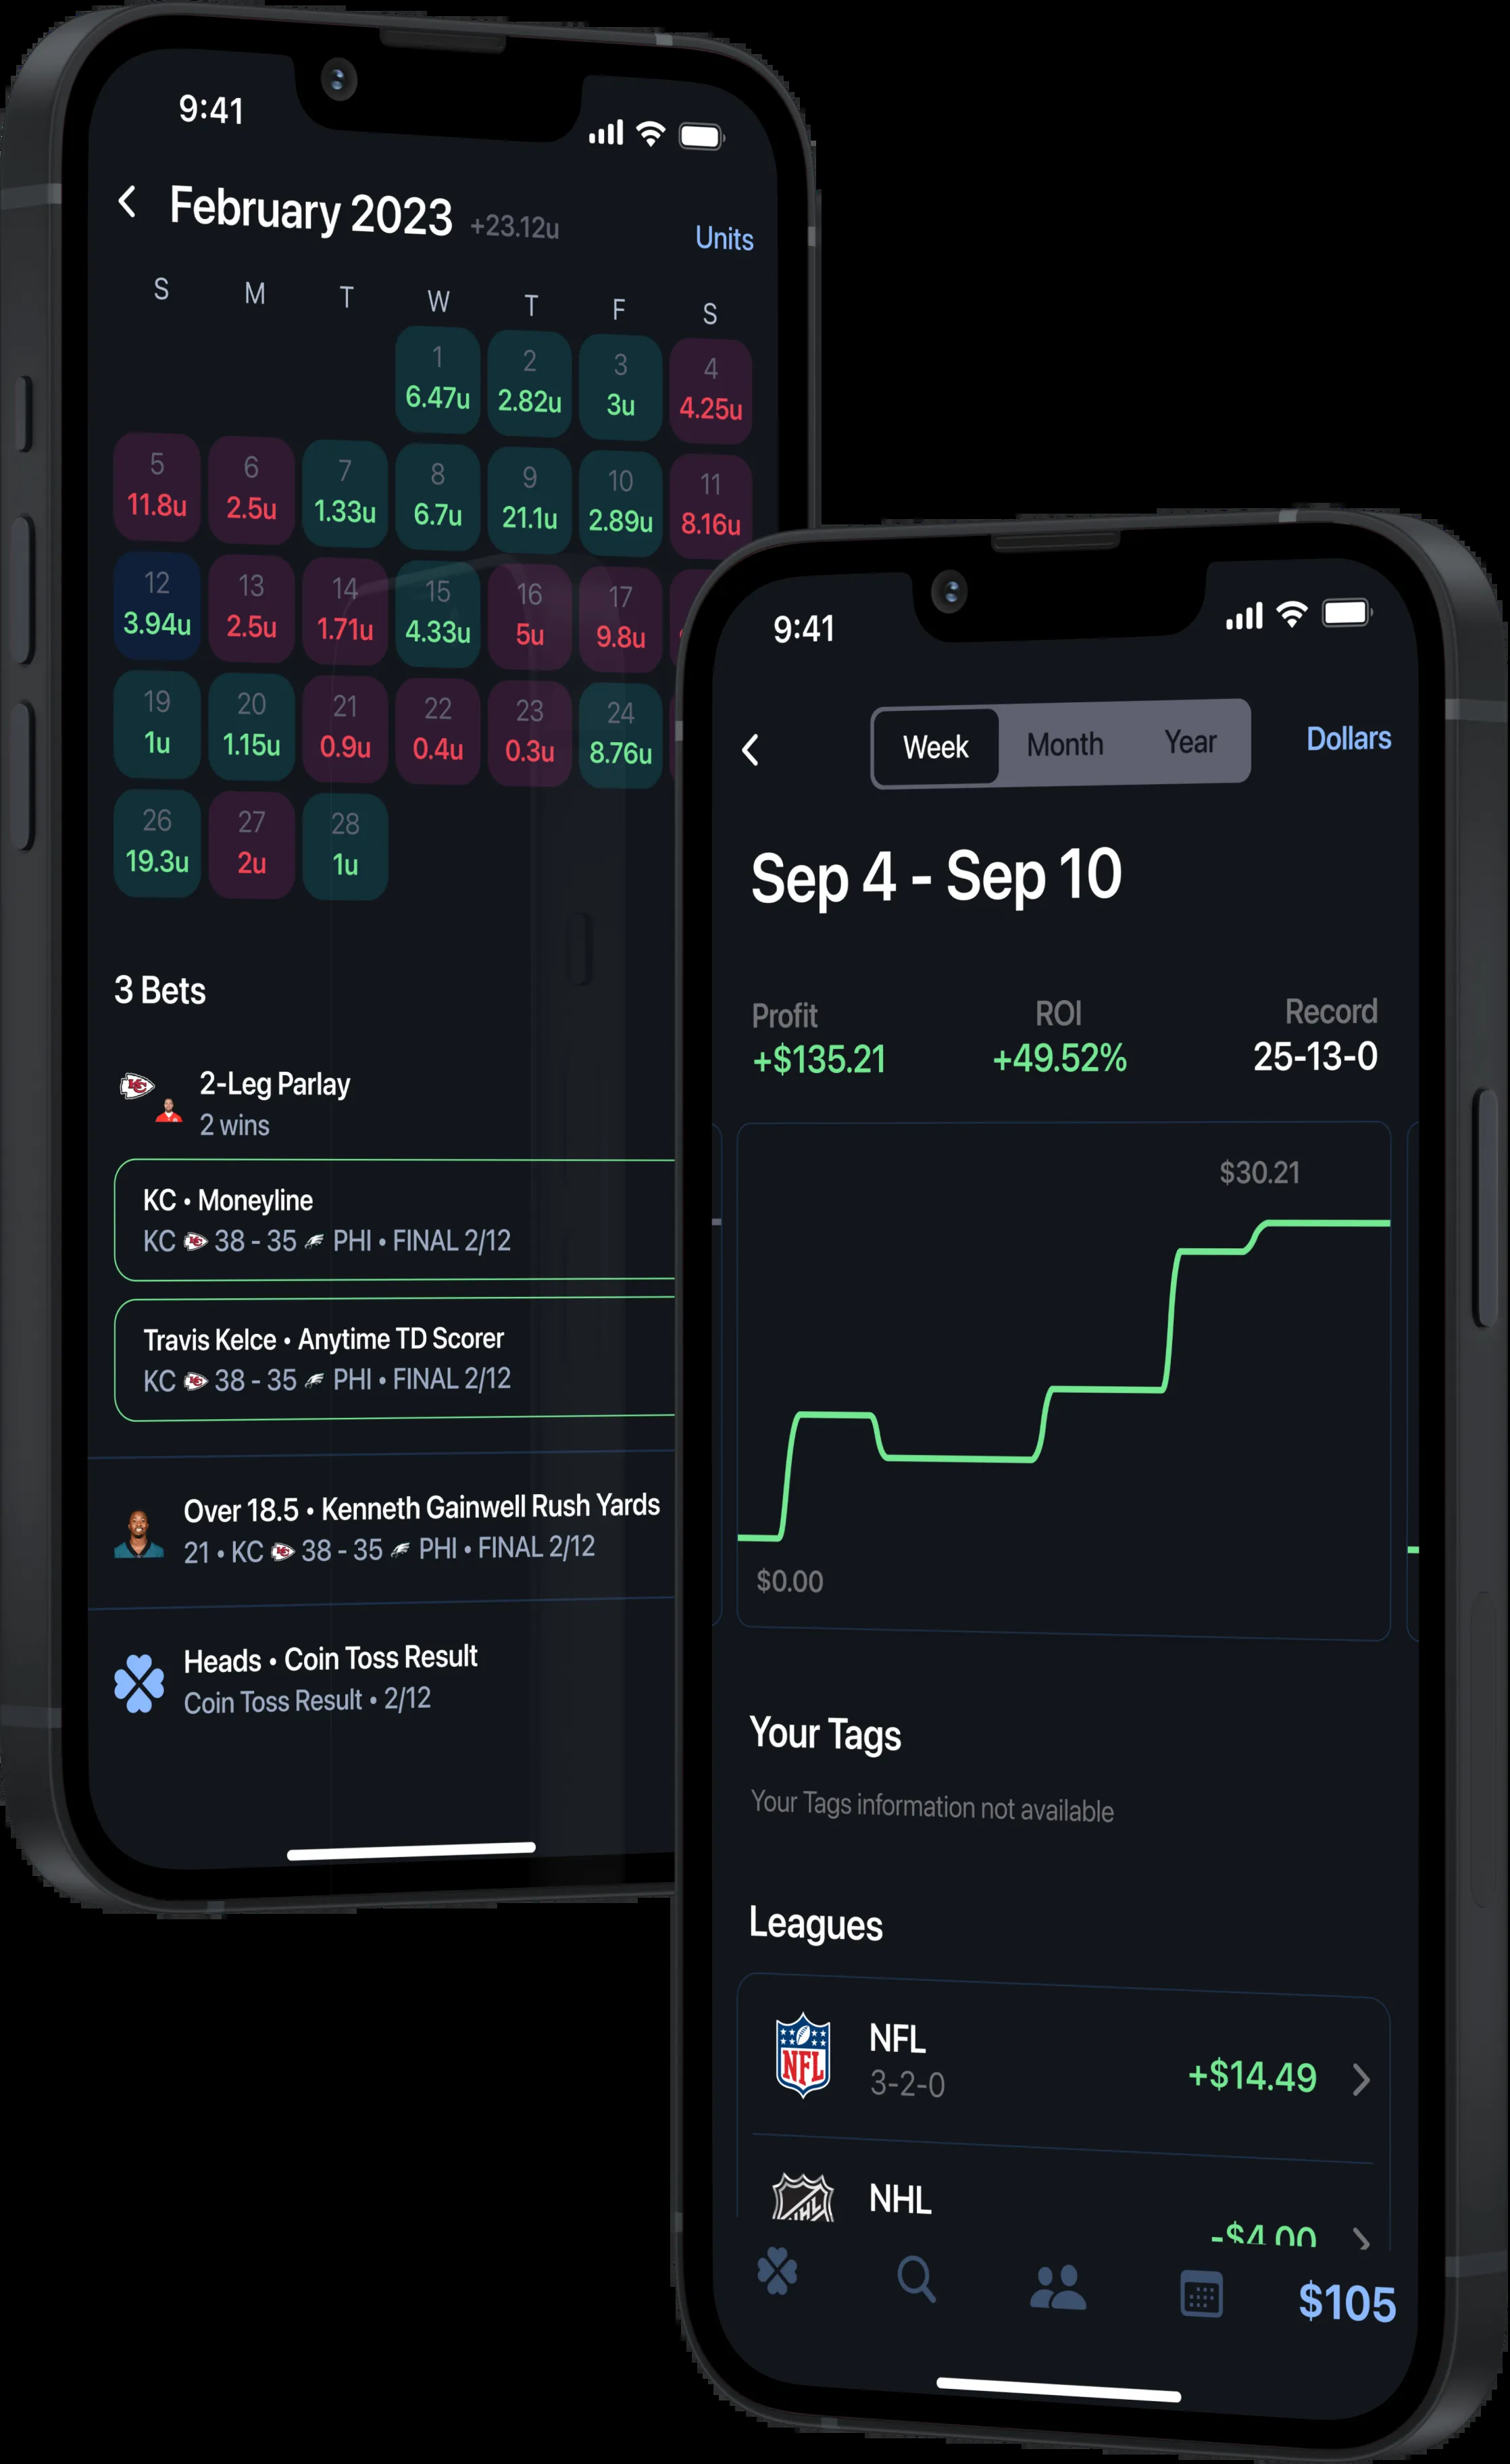 9:41
February 2023 +23.12u
Units
S M T W T F S
1 2 3 4
6.47u 2.82u 3u 4.25u
5 6 7 8 9 10 11
11.8u 2.5u 1.33u 6.7u 21.1u 2.89u 8.16u
12 13 14 15 16 17
3.94u 2.5u 1.71u 4.33u 5u 9.8u
19 20 21 22 23 24
1u 1.15u 0.9u 0.4u 0.3u 8.76u
26 27 28
19.3u 2u 1u
3 Bets
2-Leg Parlay
2 wins
KC • Moneyline
KC 38 - 35 PHI • FINAL 2/12
Travis Kelce • Anytime TD Scorer
KC 38 - 35 PHI • FINAL 2/12
Over 18.5 • Kenneth Gainwell Rush Yards
21 • KC 38 - 35 PHI • FINAL 2/12
Heads • Coin Toss Result
Coin Toss Result • 2/12
9:41
Week Month Year
Dollars
Sep 4 - Sep 10
Profit ROI Record
+$135.21 +49.52% 25-13-0
$30.21
$0.00
Your Tags
Your Tags information not available
Leagues
NFL
NFL
3-2-0
+$14.49
NHL
NHL
-$4.00
$105